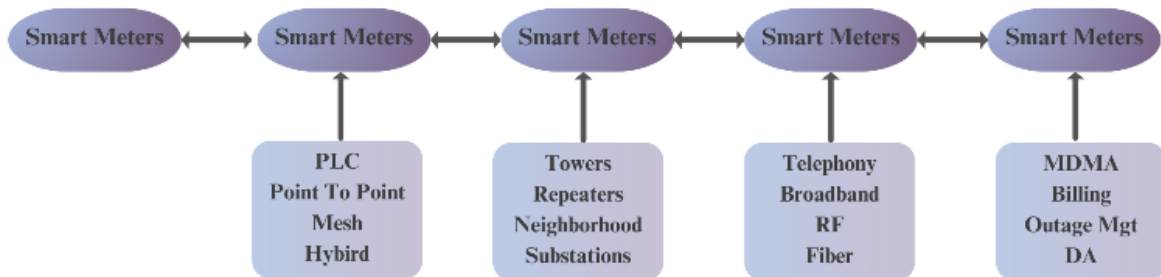 Smart Meters
Smart Meters
Smart Meters
Smart Meters
Smart Meters
PLC
Point To Point
Mesh
Hybird
Towers
Repeaters
Neighborhood
Substations
Telephony
Broadband
RF
Fiber
MDMA
Billing
Outage Mgt
DA